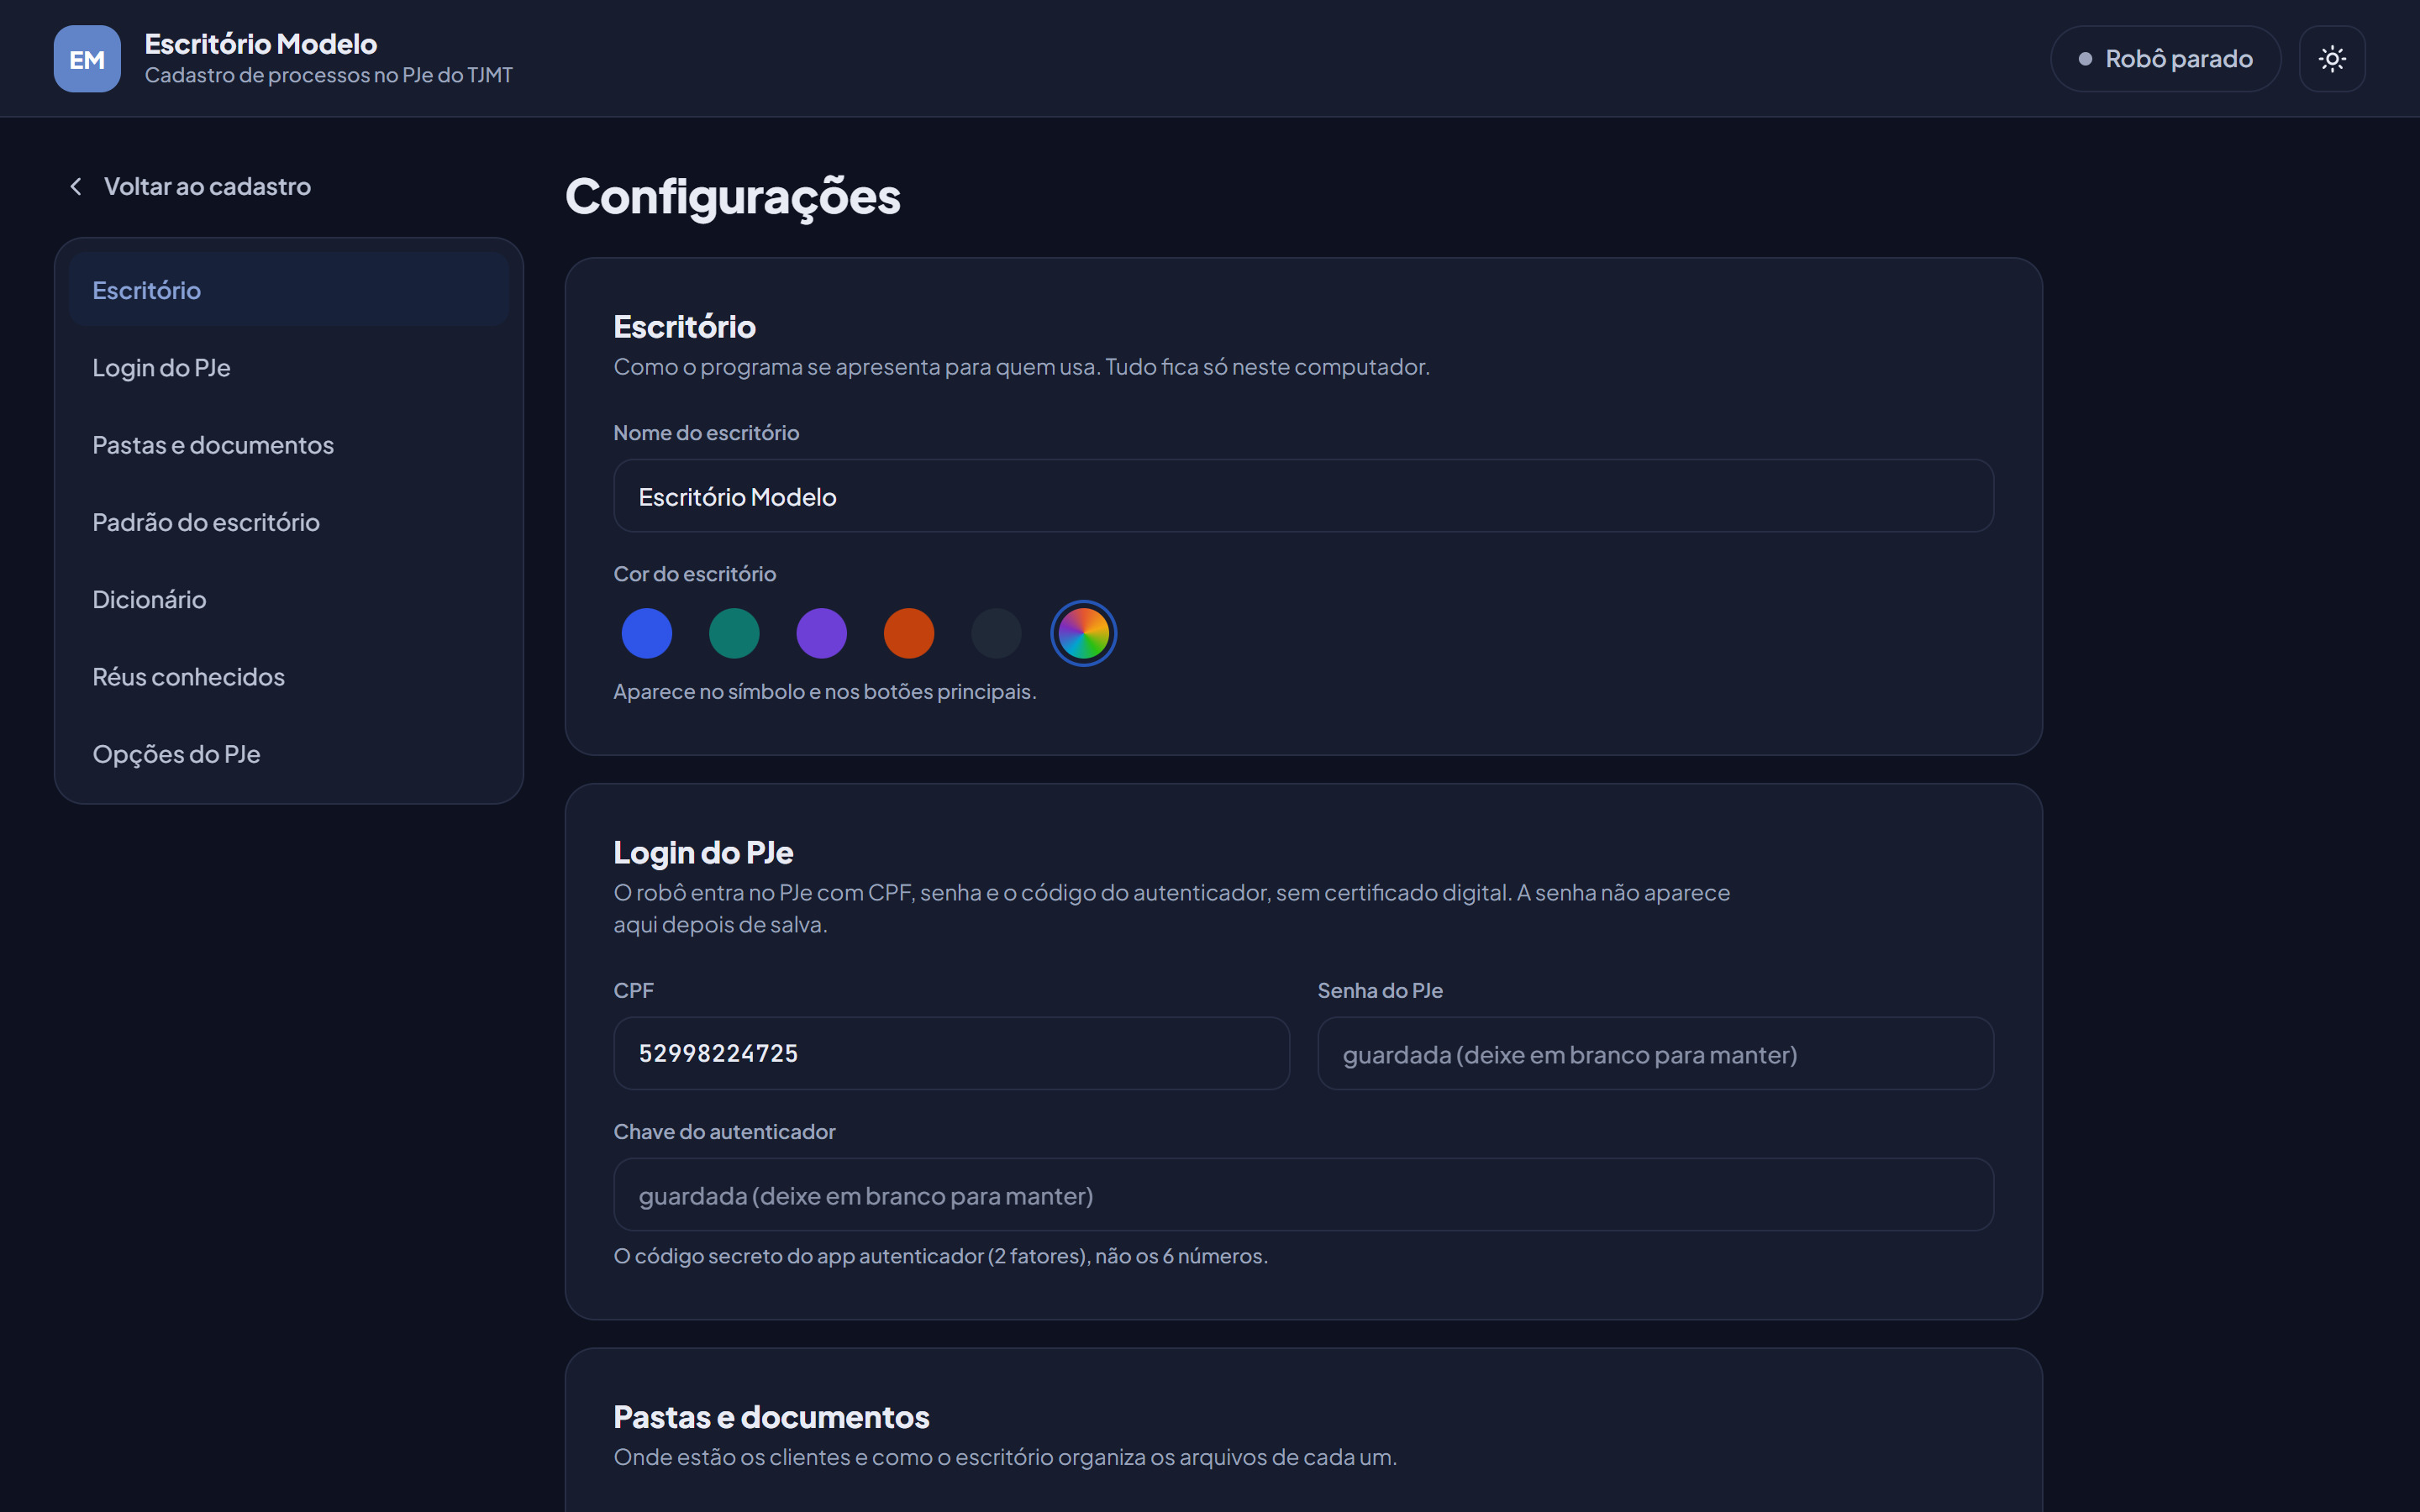 EM
Escritório Modelo
Cadastro de processos no PJe do TJMT
Robô parado
Voltar ao cadastro
Escritório
Login do PJe
Pastas e documentos
Padrão do escritório
Dicionário
Réus conhecidos
Opções do PJe
Configurações
Escritório
Como o programa se apresenta para quem usa. Tudo fica só neste computador.
Nome do escritório
Escritório Modelo
Cor do escritório
Aparece no símbolo e nos botões principais.
Login do PJe
O robô entra no PJe com CPF, senha e o código do autenticador, sem certificado digital. A senha não aparece
aqui depois de salva.
CPF
Senha do PJe
52998224725
guardada (deixe em branco para manter)
Chave do autenticador
guardada (deixe em branco para manter)
O código secreto do app autenticador (2 fatores), não os 6 números.
Pastas e documentos
Onde estão os clientes e como o escritório organiza os arquivos de cada um.